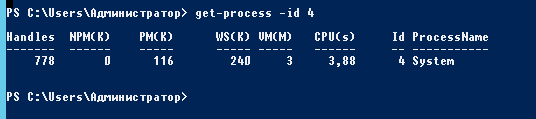 PS C:\Users\Администратор> get-process -id 4
Handles NPM(K) PM(K) WS(K) VM(M) CPU(s) Id ProcessName
------- ------ ----- ----- ----- ------ -- -----------
778 0 116 240 3 3,88 4 System
PS C:\Users\Администратор>